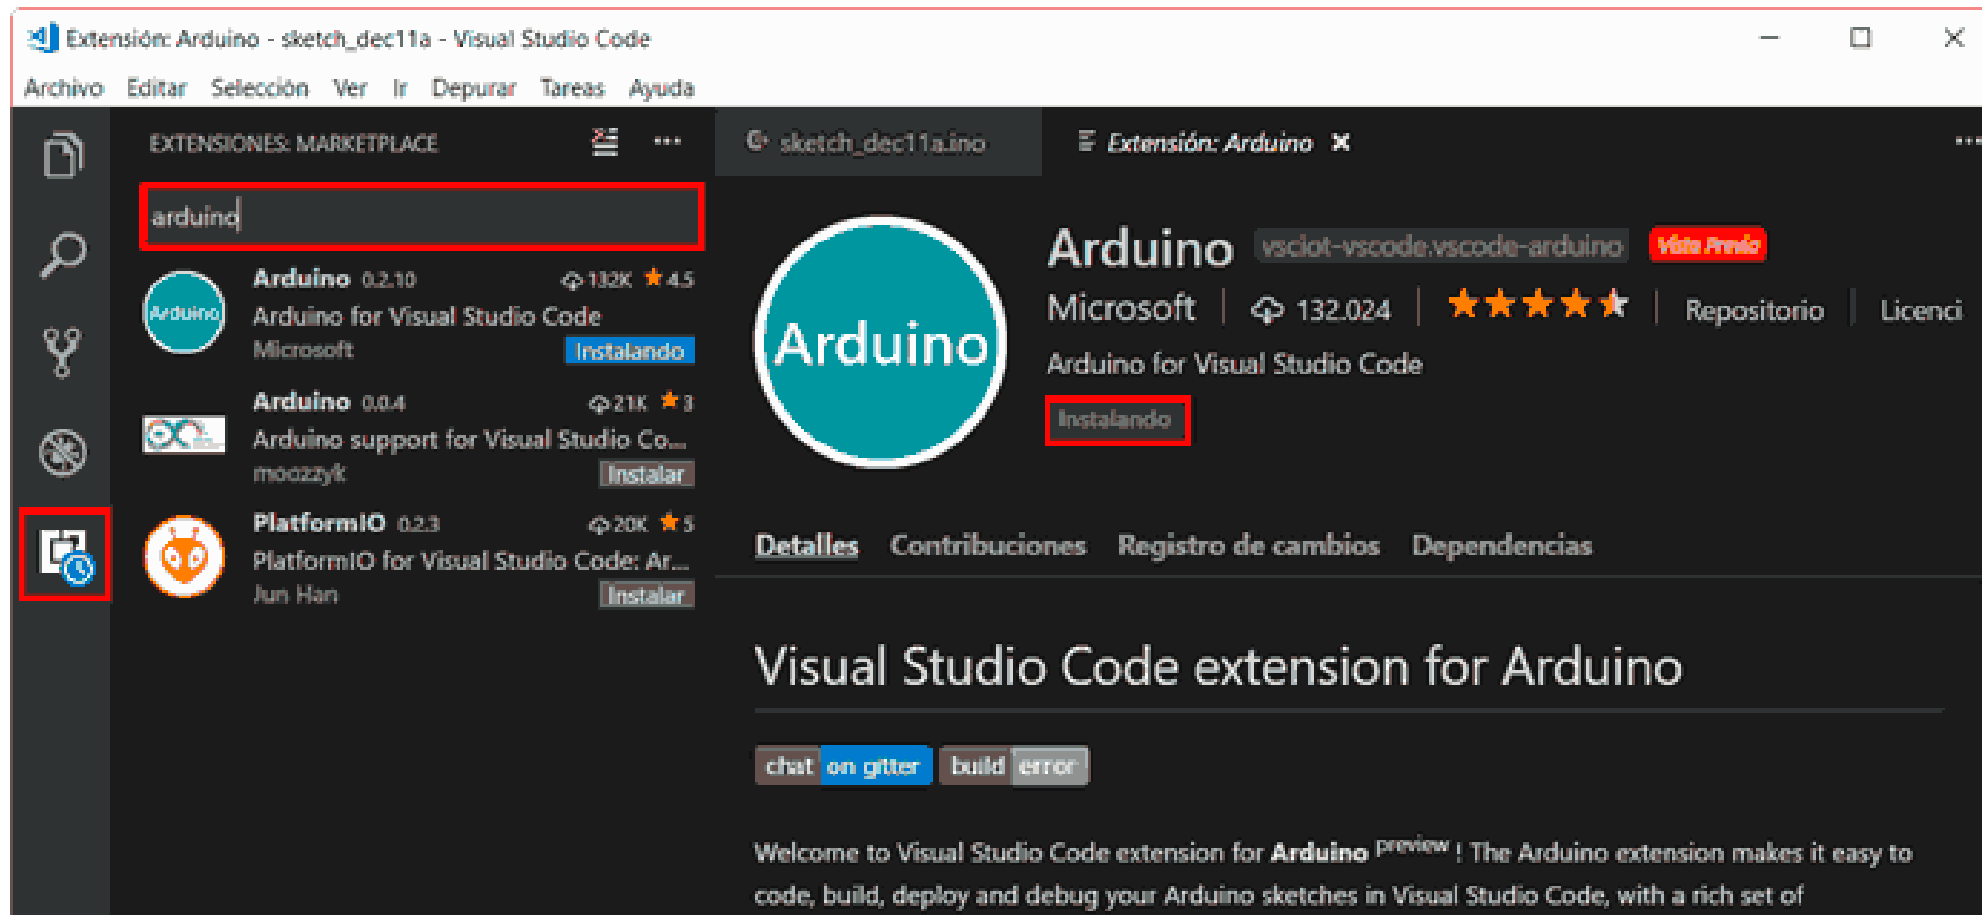 Extensión: Arduino - sketch_dec11a - Visual Studio Code
Archivo Editar Selección Ver Ir Depurar Tareas Ayuda
EXTENSIONES: MARKETPLACE
arduino
Arduino 0.2.10 132K 4.5
Arduino for Visual Studio Code
Microsoft Instalando
Arduino 0.0.4 21K 3
Arduino support for Visual Studio Co...
moozzyk Instalar
PlatformIO 0.2.3 20K 5
PlatformIO for Visual Studio Code: Ar...
Jun Han Instalar
sketch_dec11a.ino Extensión: Arduino
Arduino
Arduino vsciot-vscode.vscode-arduino Vista Previa
Microsoft 132.024 Repositorio Licenci
Arduino for Visual Studio Code
Instalando
Detalles Contribuciones Registro de cambios Dependencias
Visual Studio Code extension for Arduino
chat on gitter build error
Welcome to Visual Studio Code extension for Arduino preview ! The Arduino extension makes it easy to
code, build, deploy and debug your Arduino sketches in Visual Studio Code, with a rich set of